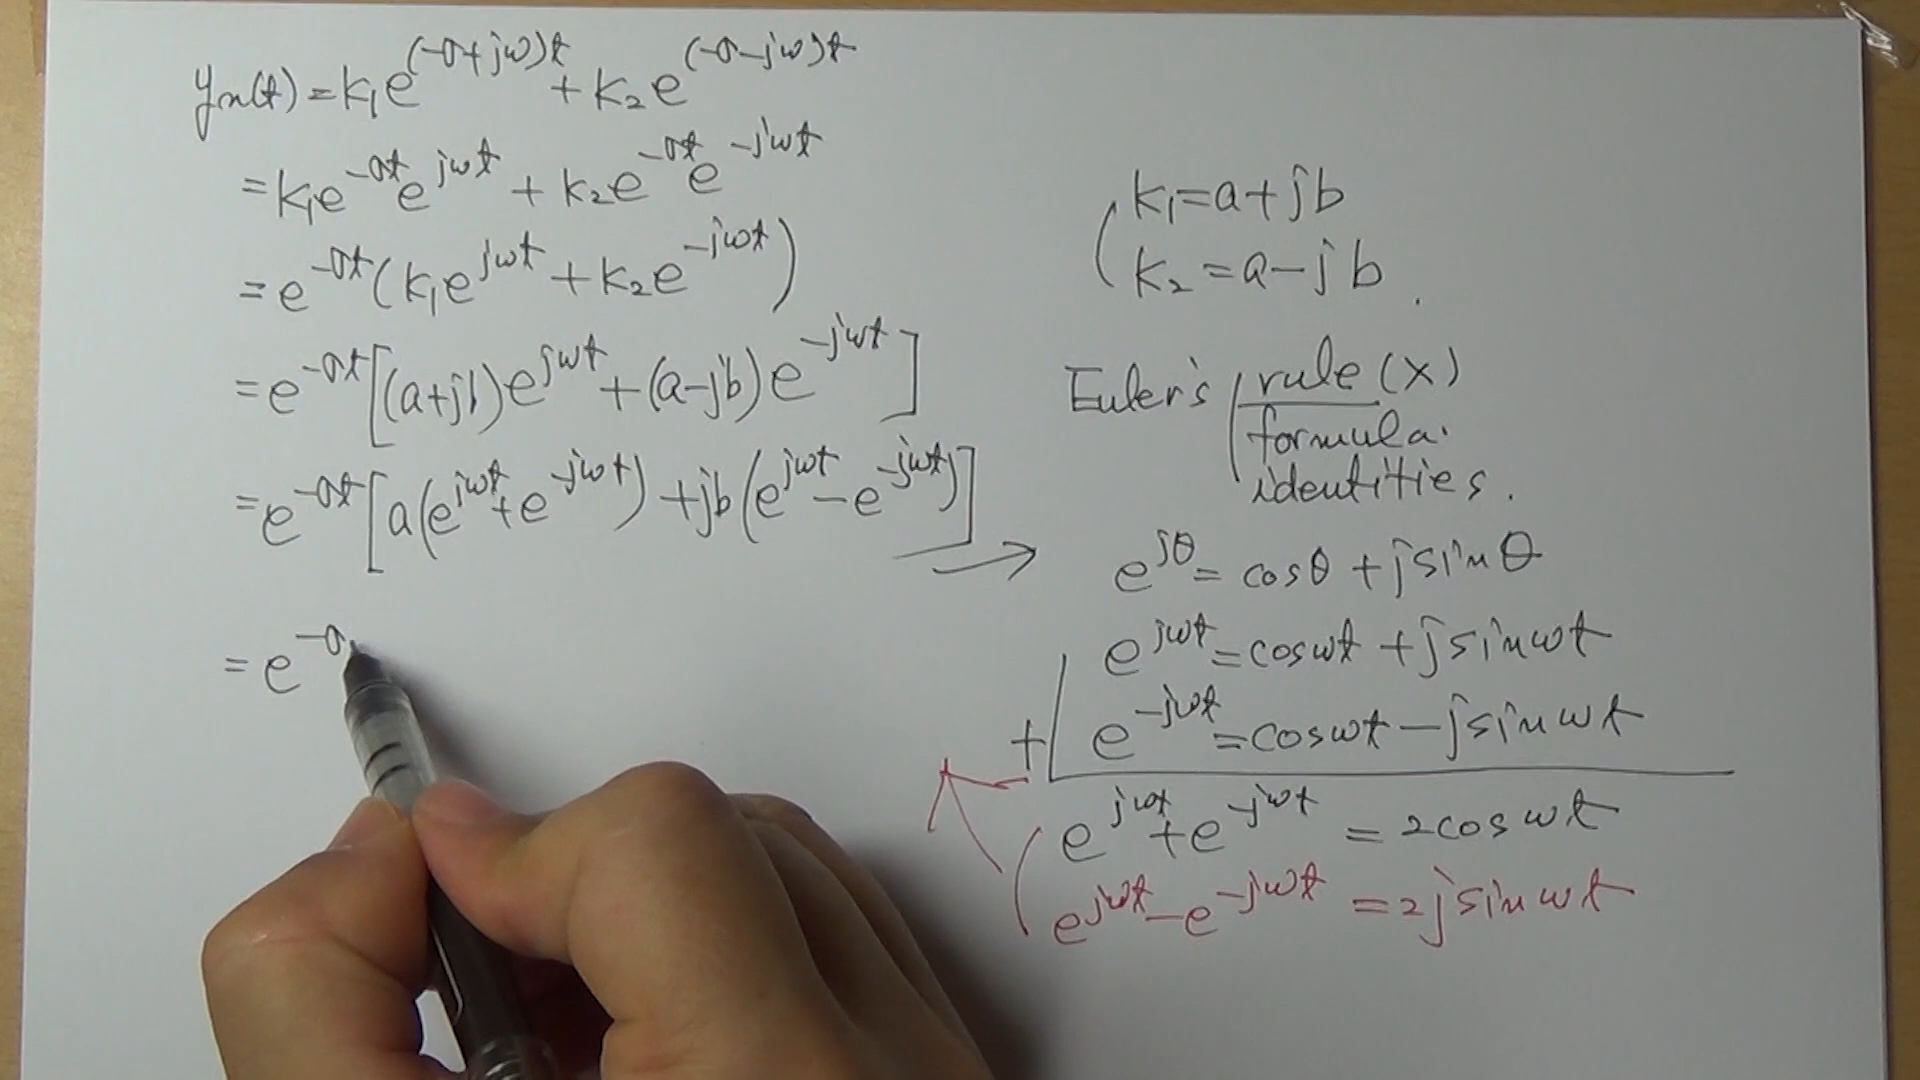 yn(t) = k₁e^(-σ+jω)t + k₂e^(-σ-jω)t
= k₁e^-σt e^jωt + k₂e^-σt e^-jωt
= e^-σt (k₁e^jωt + k₂e^-jωt)
= e^-σt [(a+jb)e^jωt + (a-jb)e^-jωt]
= e^-σt [a(e^jωt + e^-jωt) + jb(e^jωt - e^-jωt)]
= e^-σ
k₁ = a + jb
k₂ = a - jb.
Euler's rule (x)
formula.
identities.
e^jθ = cosθ + jsinθ
e^jωt = cosωt + jsinωt
+ e^-jωt = cosωt - jsinωt
e^jωt + e^-jωt = 2cosωt
e^jωt - e^-jωt = 2jsinωt